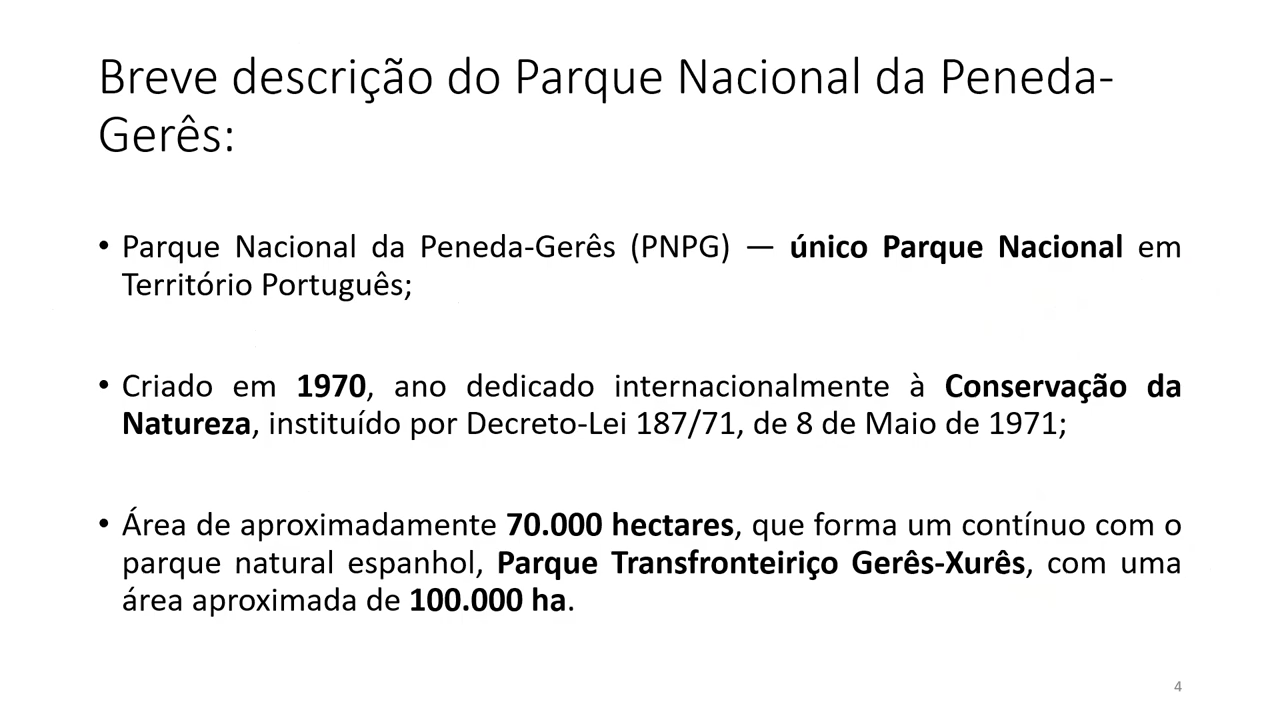 Breve descrição do Parque Nacional da Peneda-
Gerês:
• Parque Nacional da Peneda-Gerês (PNPG) — único Parque Nacional em
Território Português;
• Criado em 1970, ano dedicado internacionalmente à Conservação da
Natureza, instituído por Decreto-Lei 187/71, de 8 de Maio de 1971;
• Área de aproximadamente 70.000 hectares, que forma um contínuo com o
parque natural espanhol, Parque Transfronteiriço Gerês-Xurês, com uma
área aproximada de 100.000 ha.
4